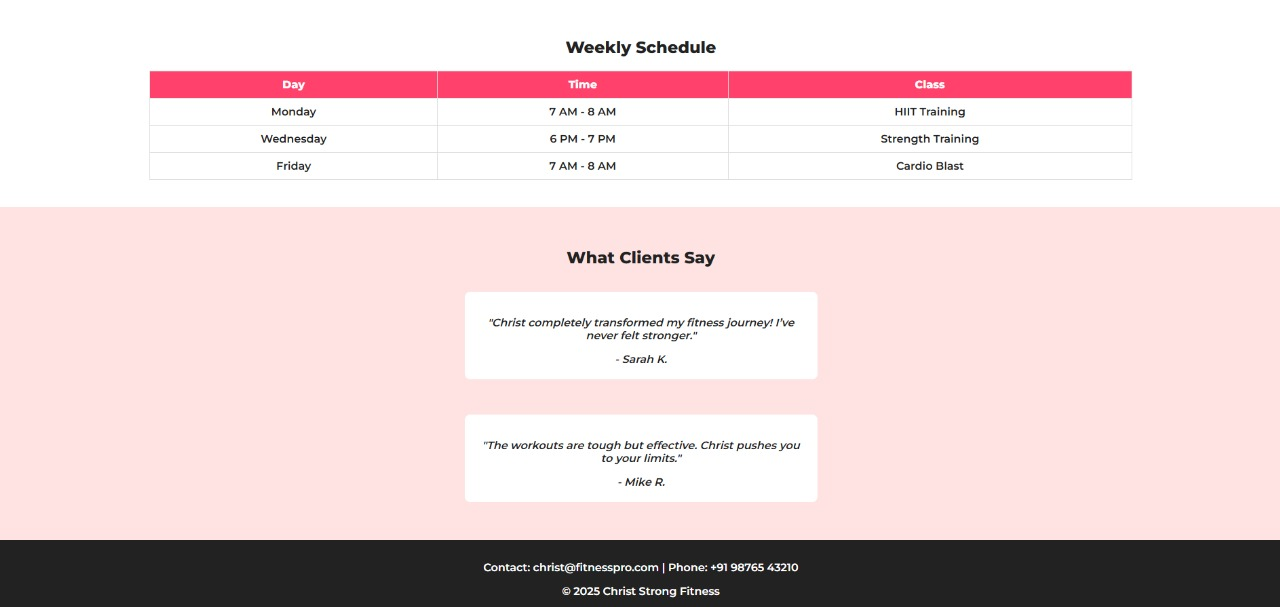 Weekly Schedule
Day Time Class
Monday 7 AM - 8 AM HIIT Training
Wednesday 6 PM - 7 PM Strength Training
Friday 7 AM - 8 AM Cardio Blast
What Clients Say
"Christ completely transformed my fitness journey! I’ve
never felt stronger."
- Sarah K.
"The workouts are tough but effective. Christ pushes you
to your limits."
- Mike R.
Contact: christ@fitnesspro.com | Phone: +91 98765 43210
© 2025 Christ Strong Fitness